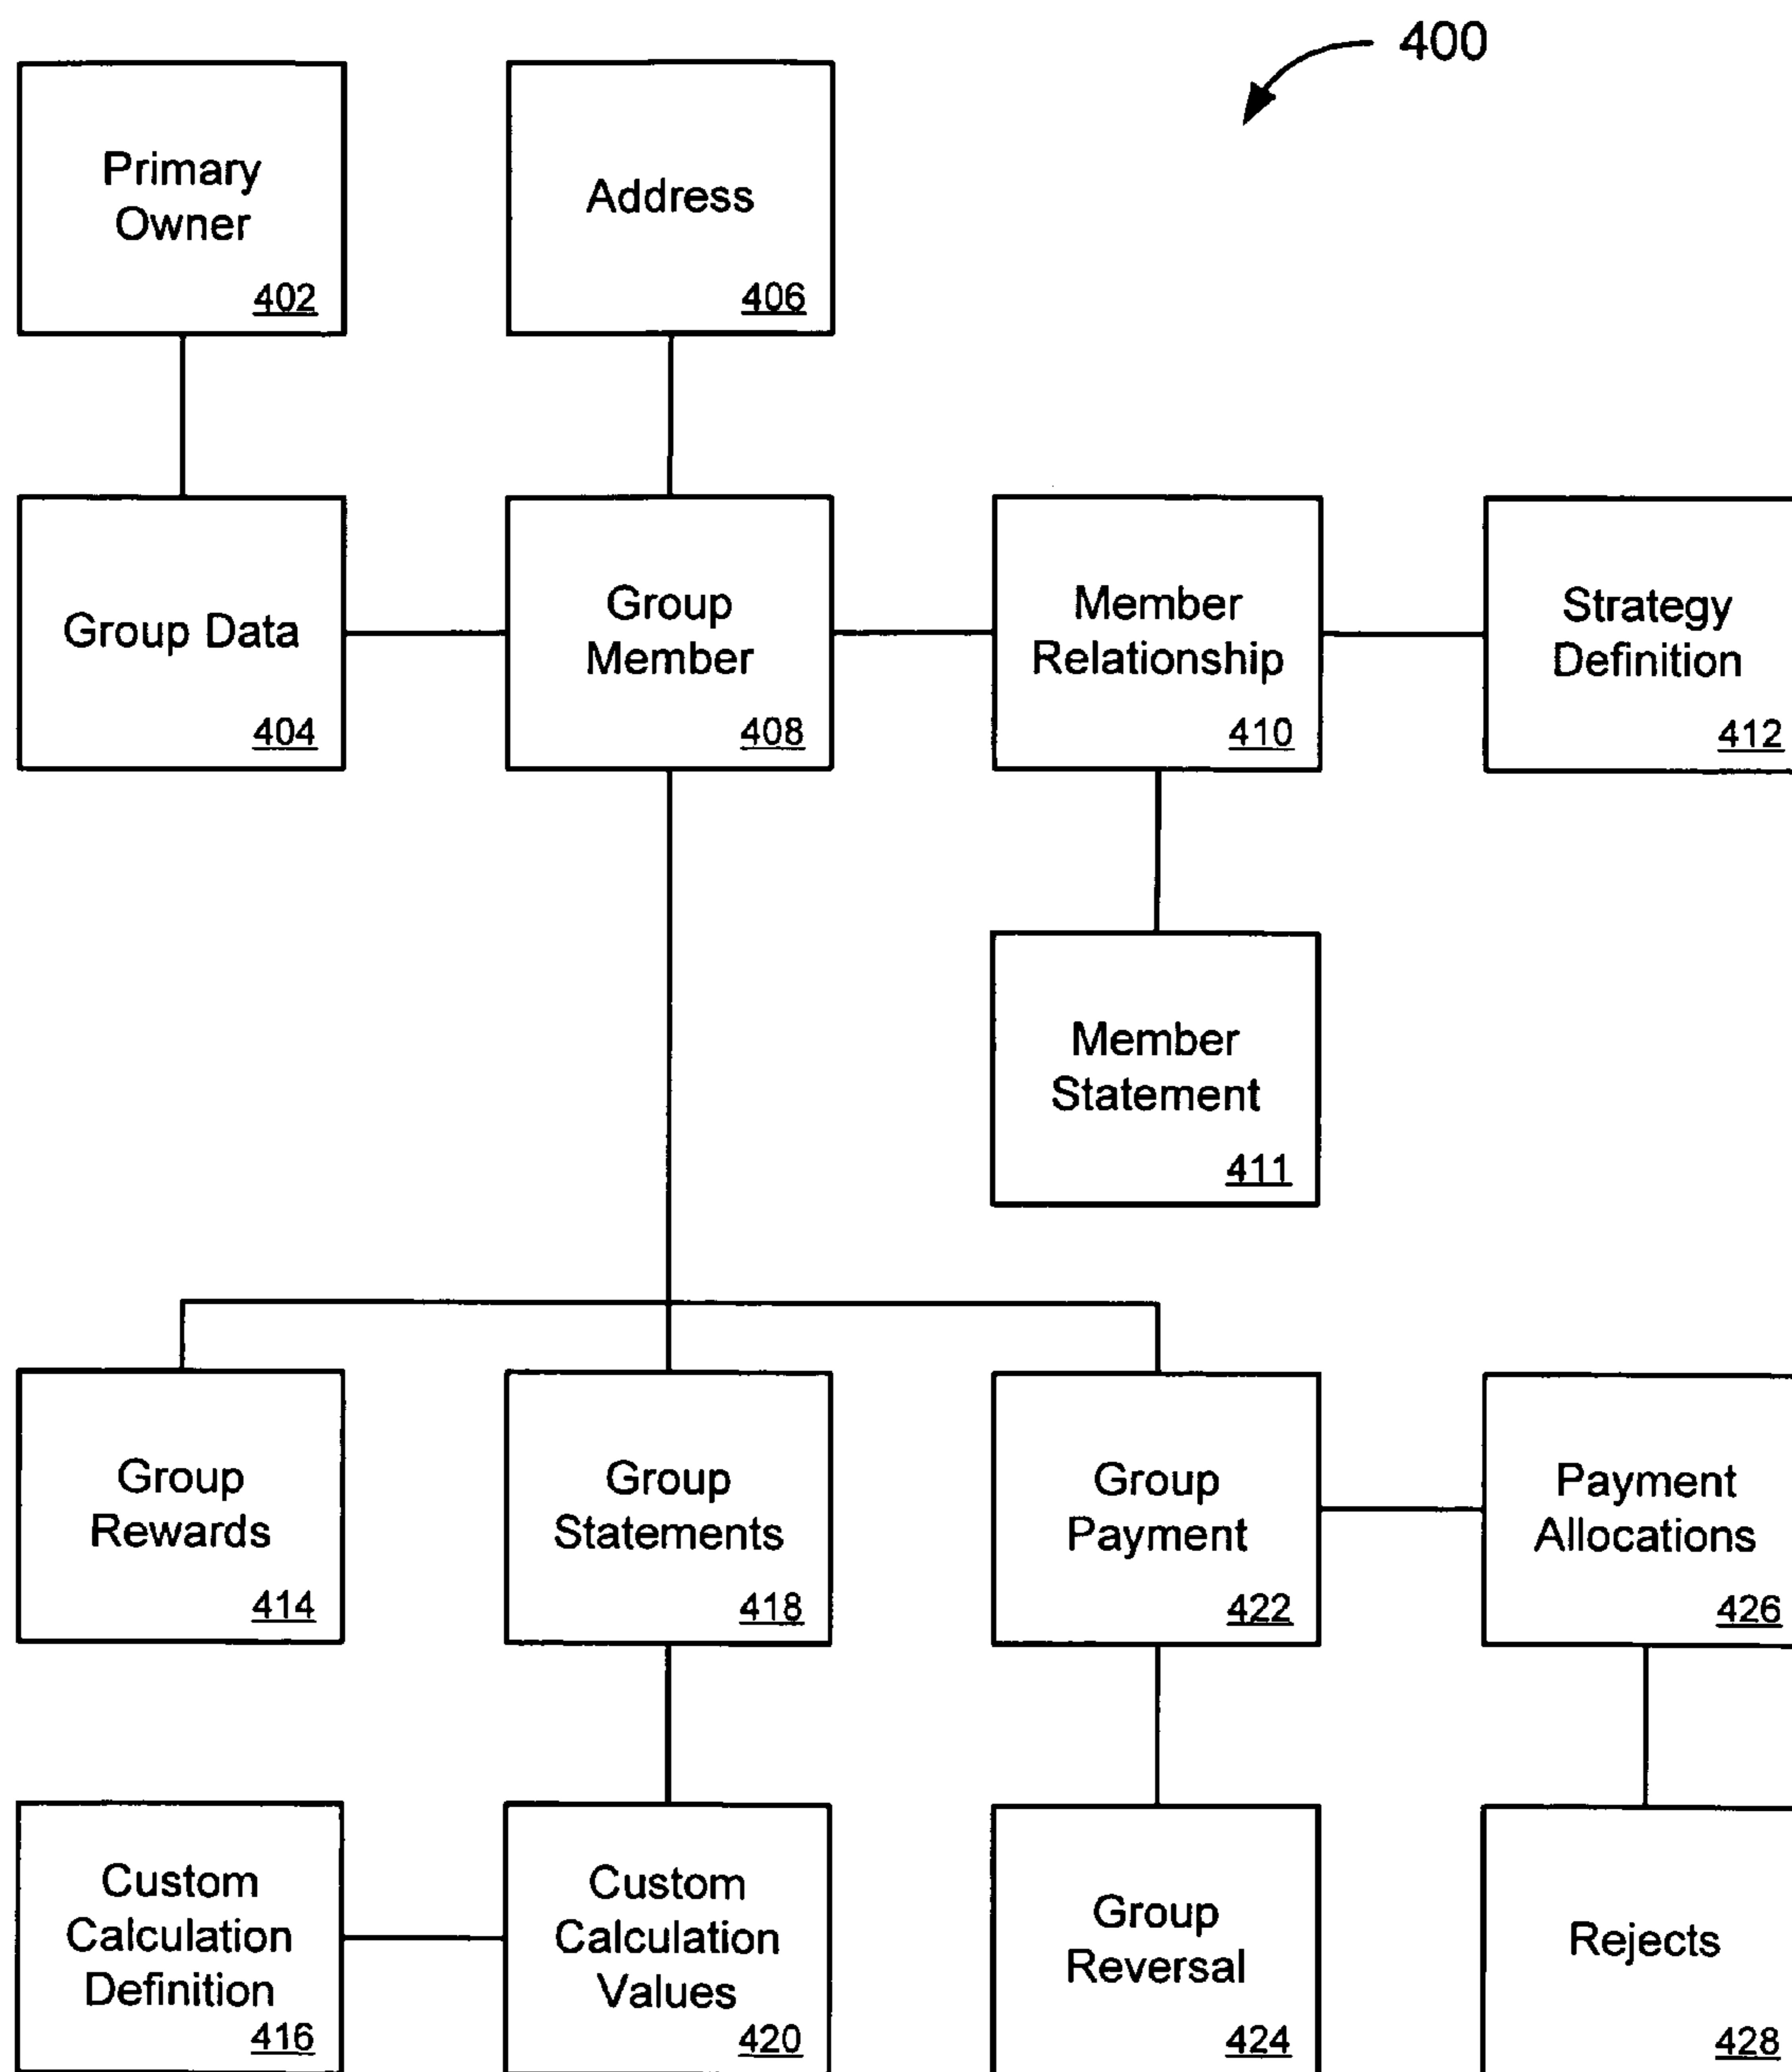 400
Primary
Owner
402
Address
406
Group Data
404
Group
Member
408
Member
Relationship
410
Strategy
Definition
412
Member
Statement
411
Group
Rewards
414
Group
Statements
418
Group
Payment
422
Payment
Allocations
426
Custom
Calculation
Definition
416
Custom
Calculation
Values
420
Group
Reversal
424
Rejects
428